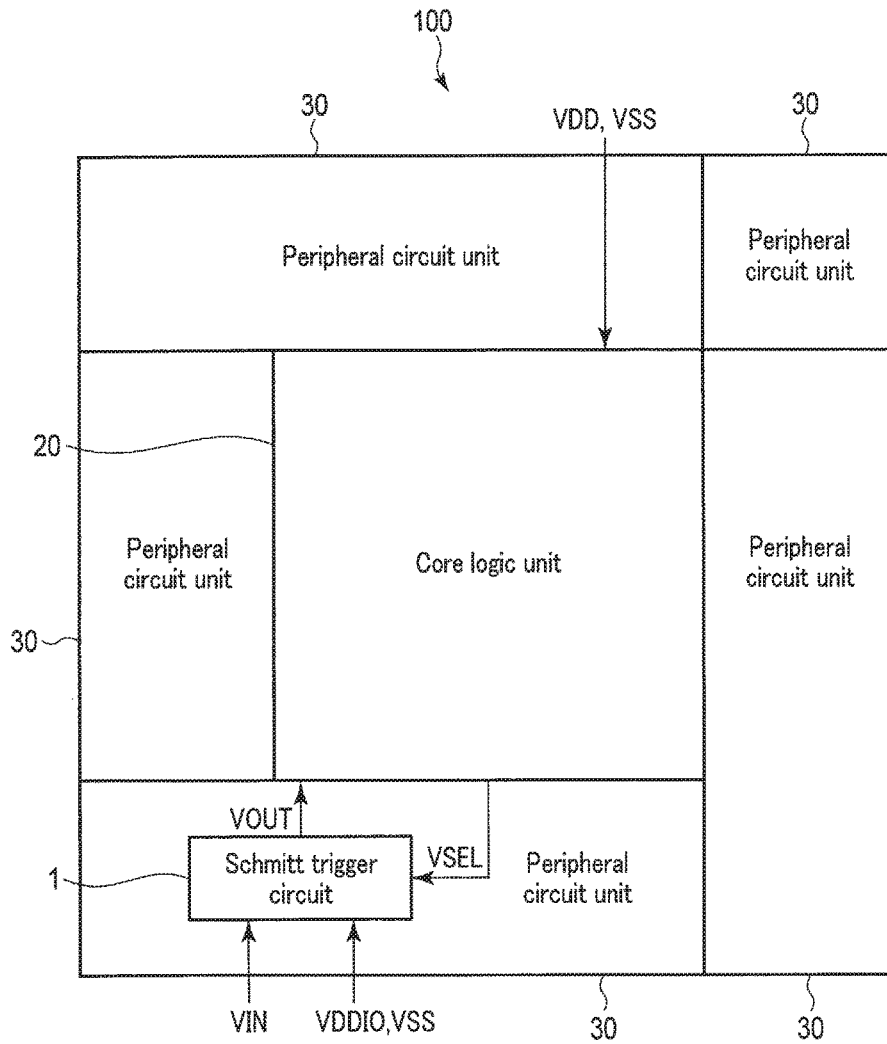 100
30
VDD, VSS
30
Peripheral circuit unit
Peripheral
circuit unit
20
Peripheral
circuit unit
Core logic unit
Peripheral
circuit unit
30
VOUT
VSEL
1
Schmitt trigger
circuit
Peripheral
circuit unit
VIN
VDDIO,VSS
30
30